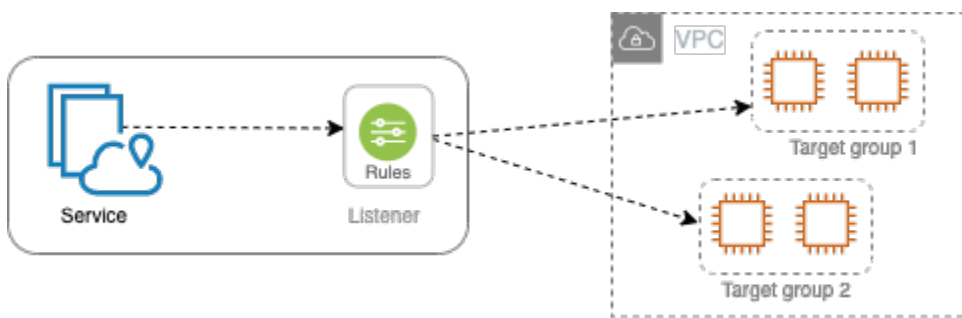 VPC
Target group 1
Rules
Service
Listener
Target group 2